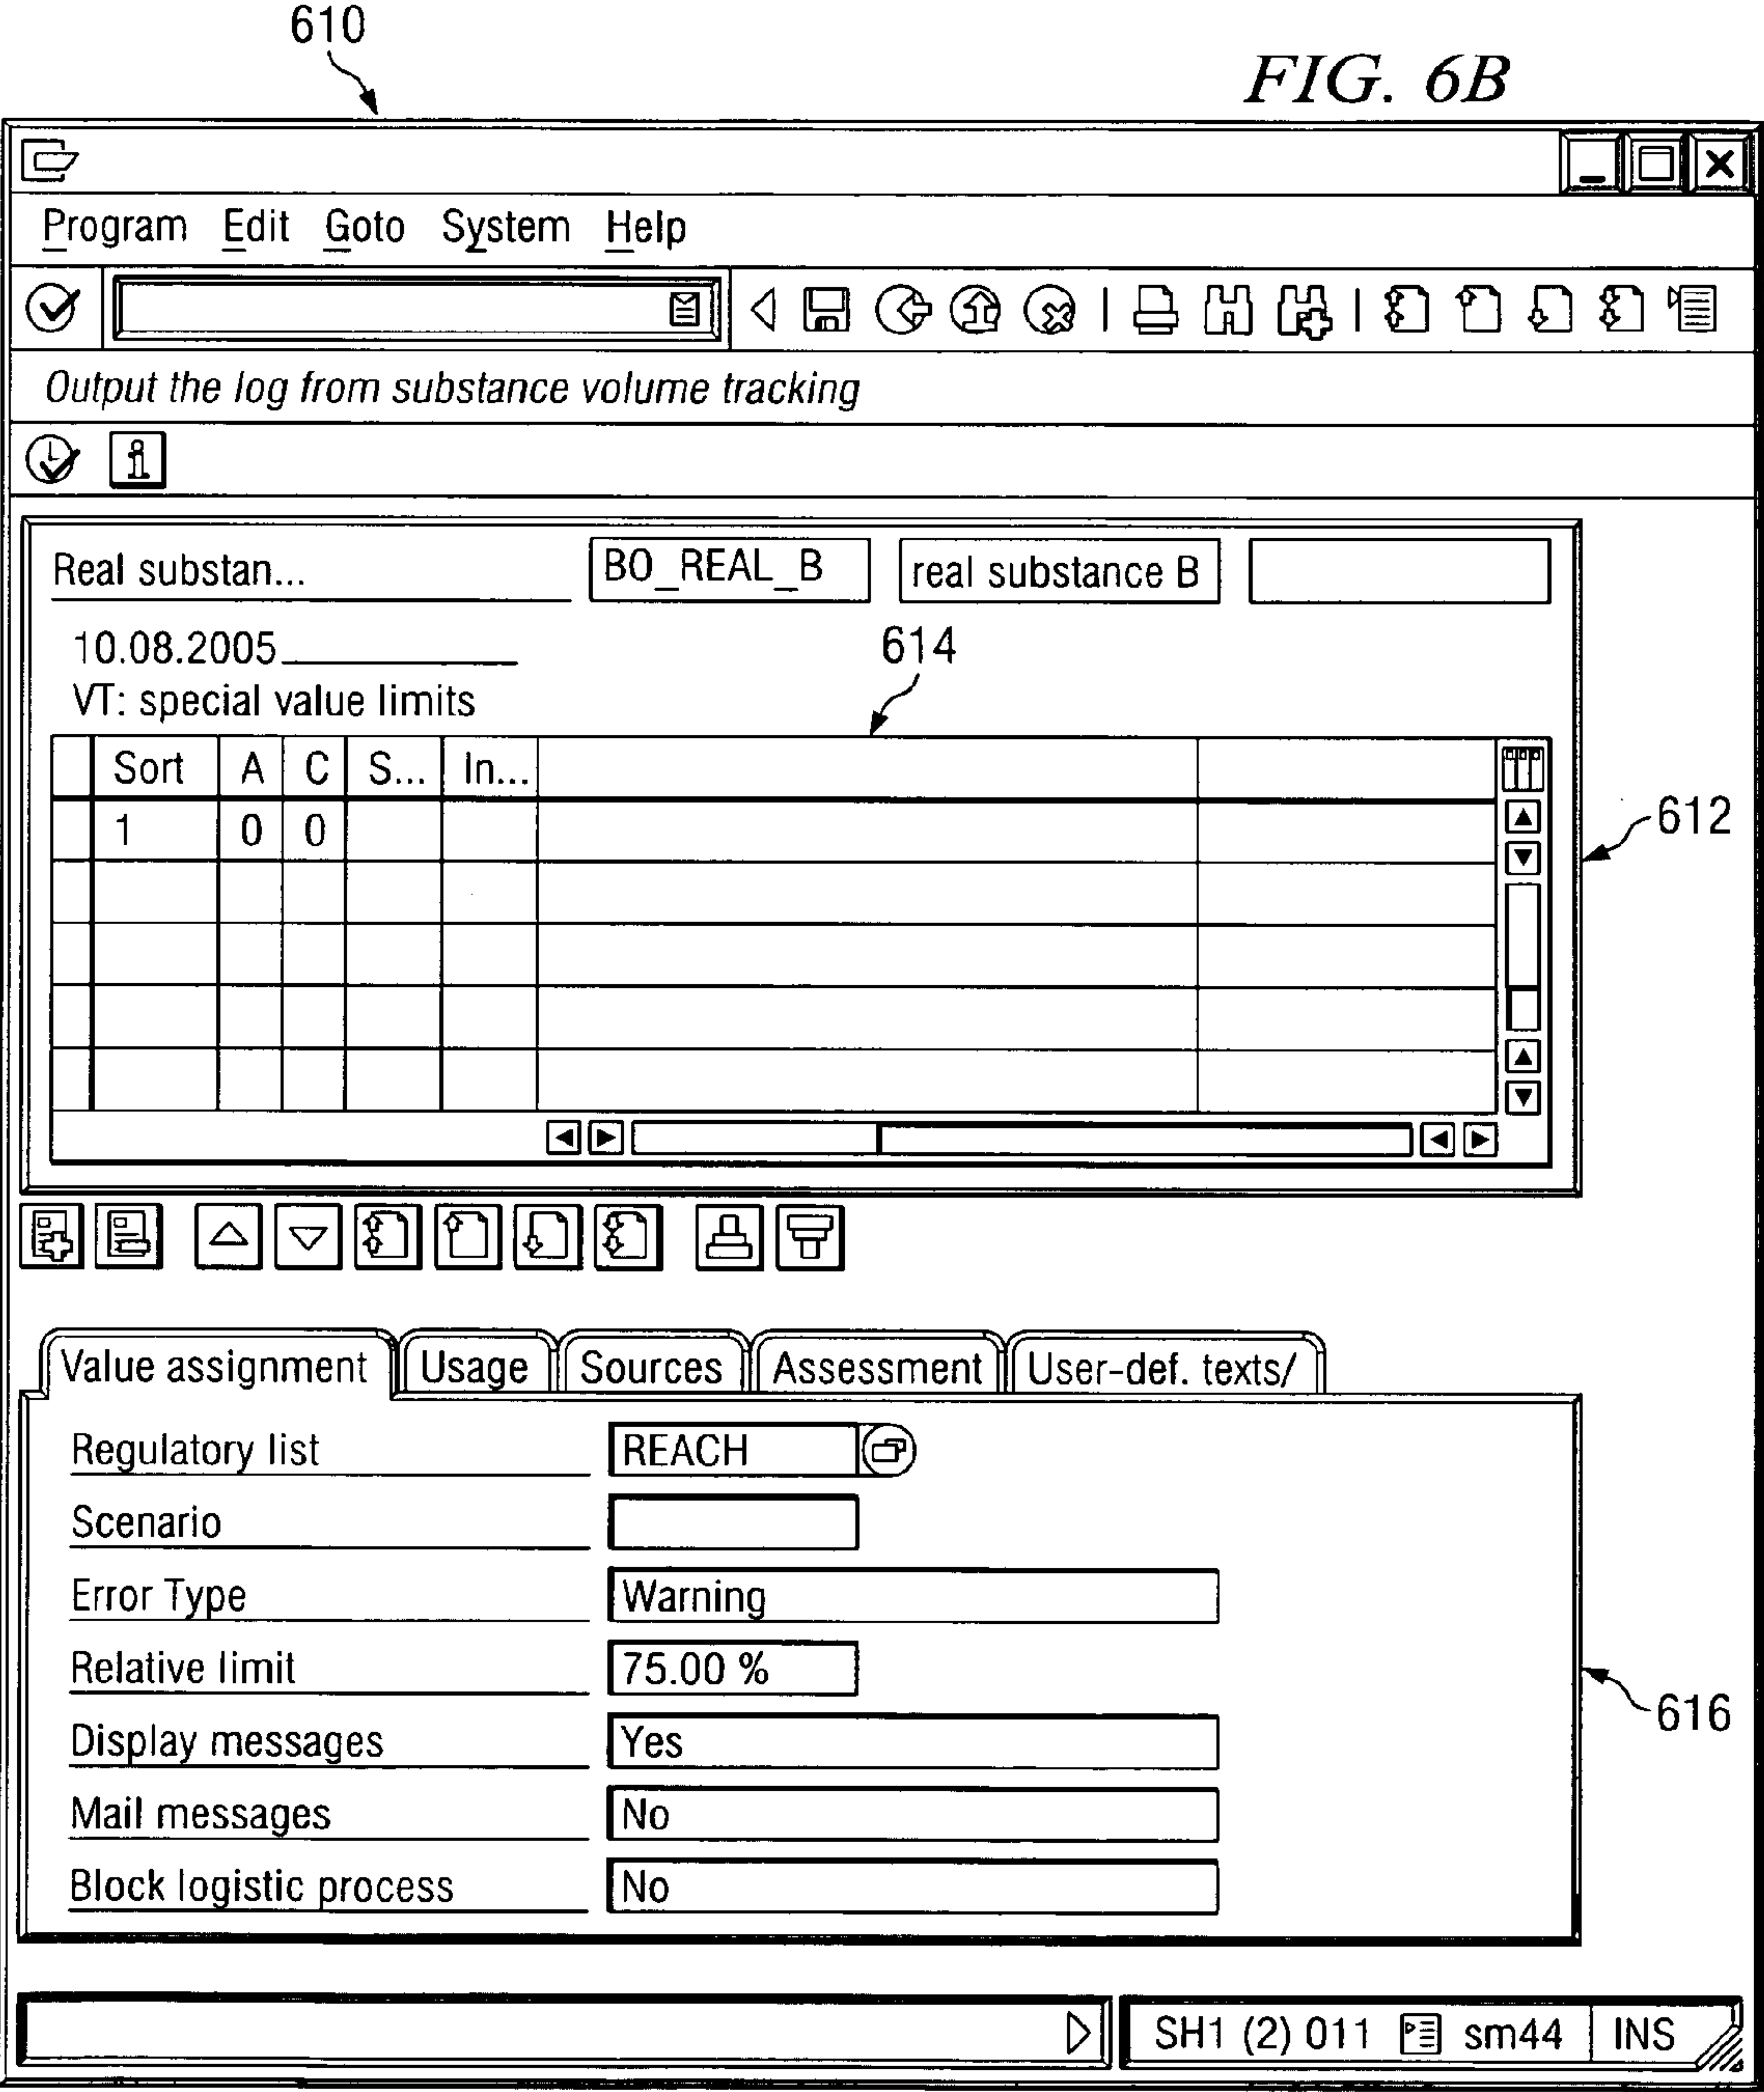 610
FIG. 6B
Program Edit Goto System Help
Output the log from substance volume tracking
Real substan... BO_REAL_B real substance B
10.08.2005
614
VT: special value limits
Sort A C S... In...
1 0 0
612
Value assignment Usage Sources Assessment User-def. texts/
Regulatory list REACH
Scenario
Error Type Warning
Relative limit 75.00 %
616
Display messages Yes
Mail messages No
Block logistic process No
SH1 (2) 011 sm44 INS